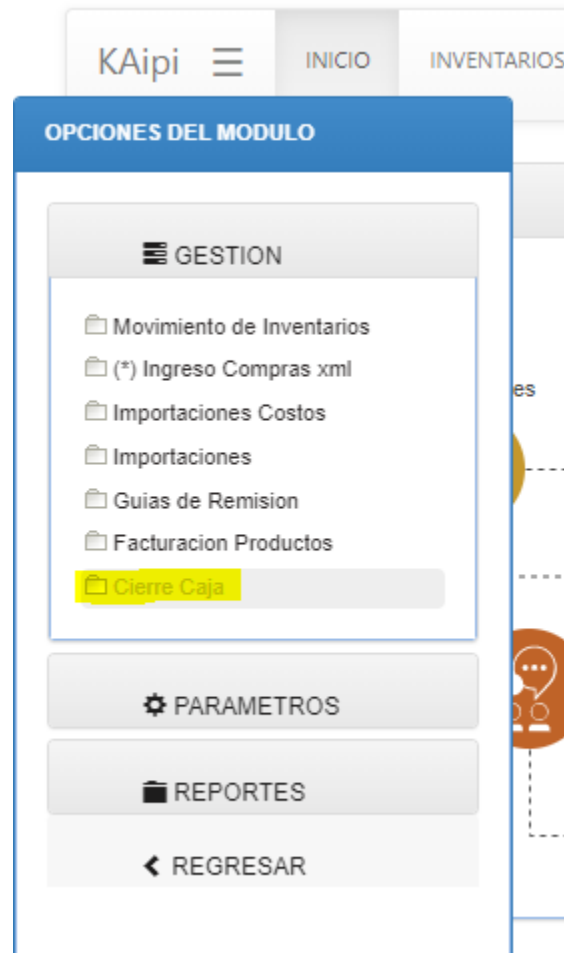 KAipi INICIO INVENTARIOS
OPCIONES DEL MODULO
GESTION
Movimiento de Inventarios
(*) Ingreso Compras xml
Importaciones Costos
es
Importaciones
Guias de Remision
Facturacion Productos
Cierre Caja
PARAMETROS
REPORTES
REGRESAR